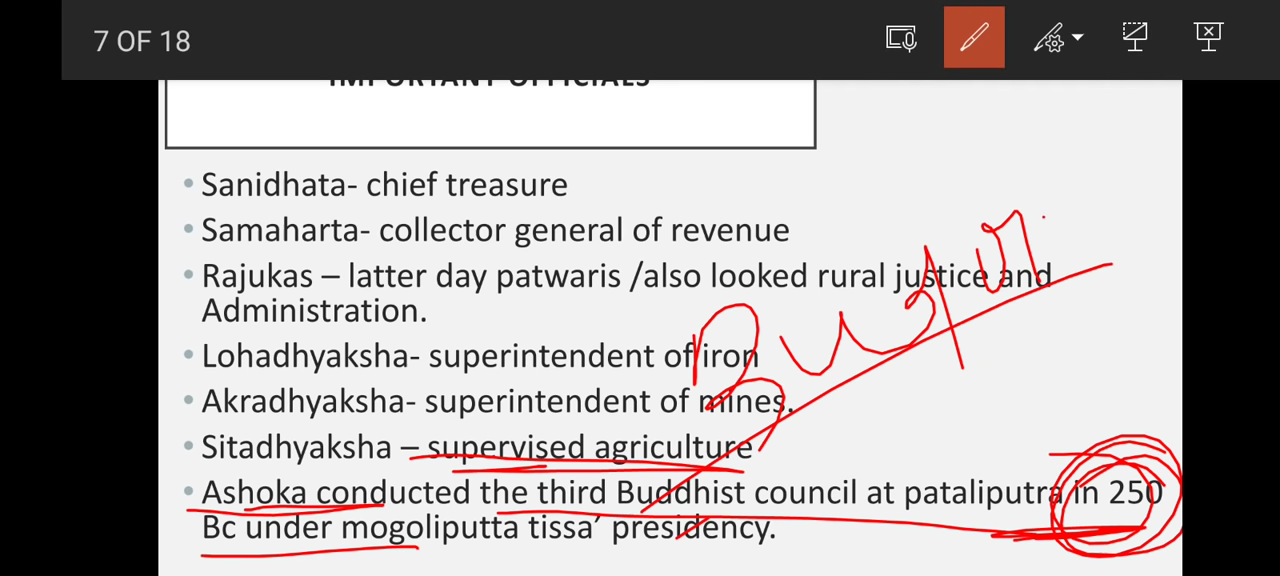 7 OF 18
IMPORTANT OFFICIALS
• Sanidhata- chief treasure
• Samaharta- collector general of revenue
• Rajukas – latter day patwaris /also looked rural justice and
Administration.
• Lohadhyaksha- superintendent of iron
• Akradhyaksha- superintendent of mines.
• Sitadhyaksha – supervised agriculture
• Ashoka conducted the third Buddhist council at pataliputra in 250
Bc under mogoliputta tissa’ presidency.